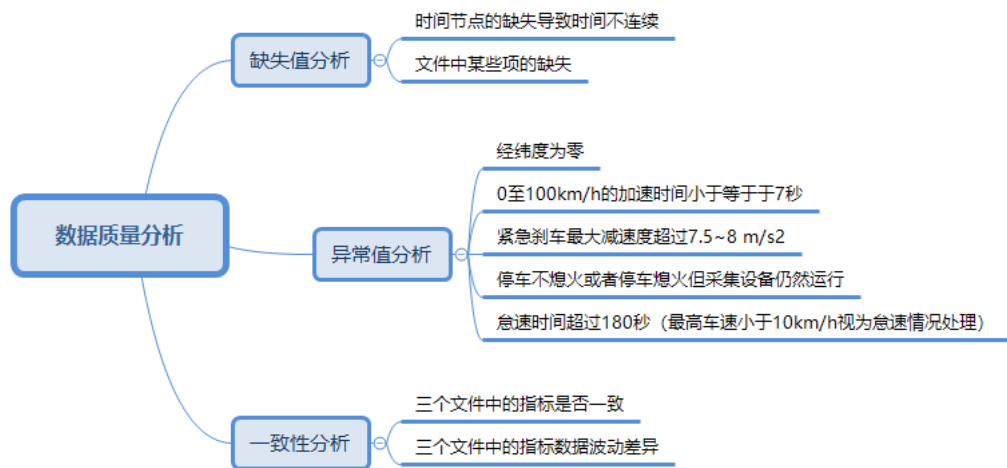 数据质量分析
缺失值分析
时间节点的缺失导致时间不连续
文件中某些项的缺失
异常值分析
经纬度为零
0至100km/h的加速时间小于等于于7秒
紧急刹车最大减速度超过7.5~8 m/s2
停车不熄火或者停车熄火但采集设备仍然运行
怠速时间超过180秒（最高车速小于10km/h视为怠速情况处理）
一致性分析
三个文件中的指标是否一致
三个文件中的指标数据波动差异